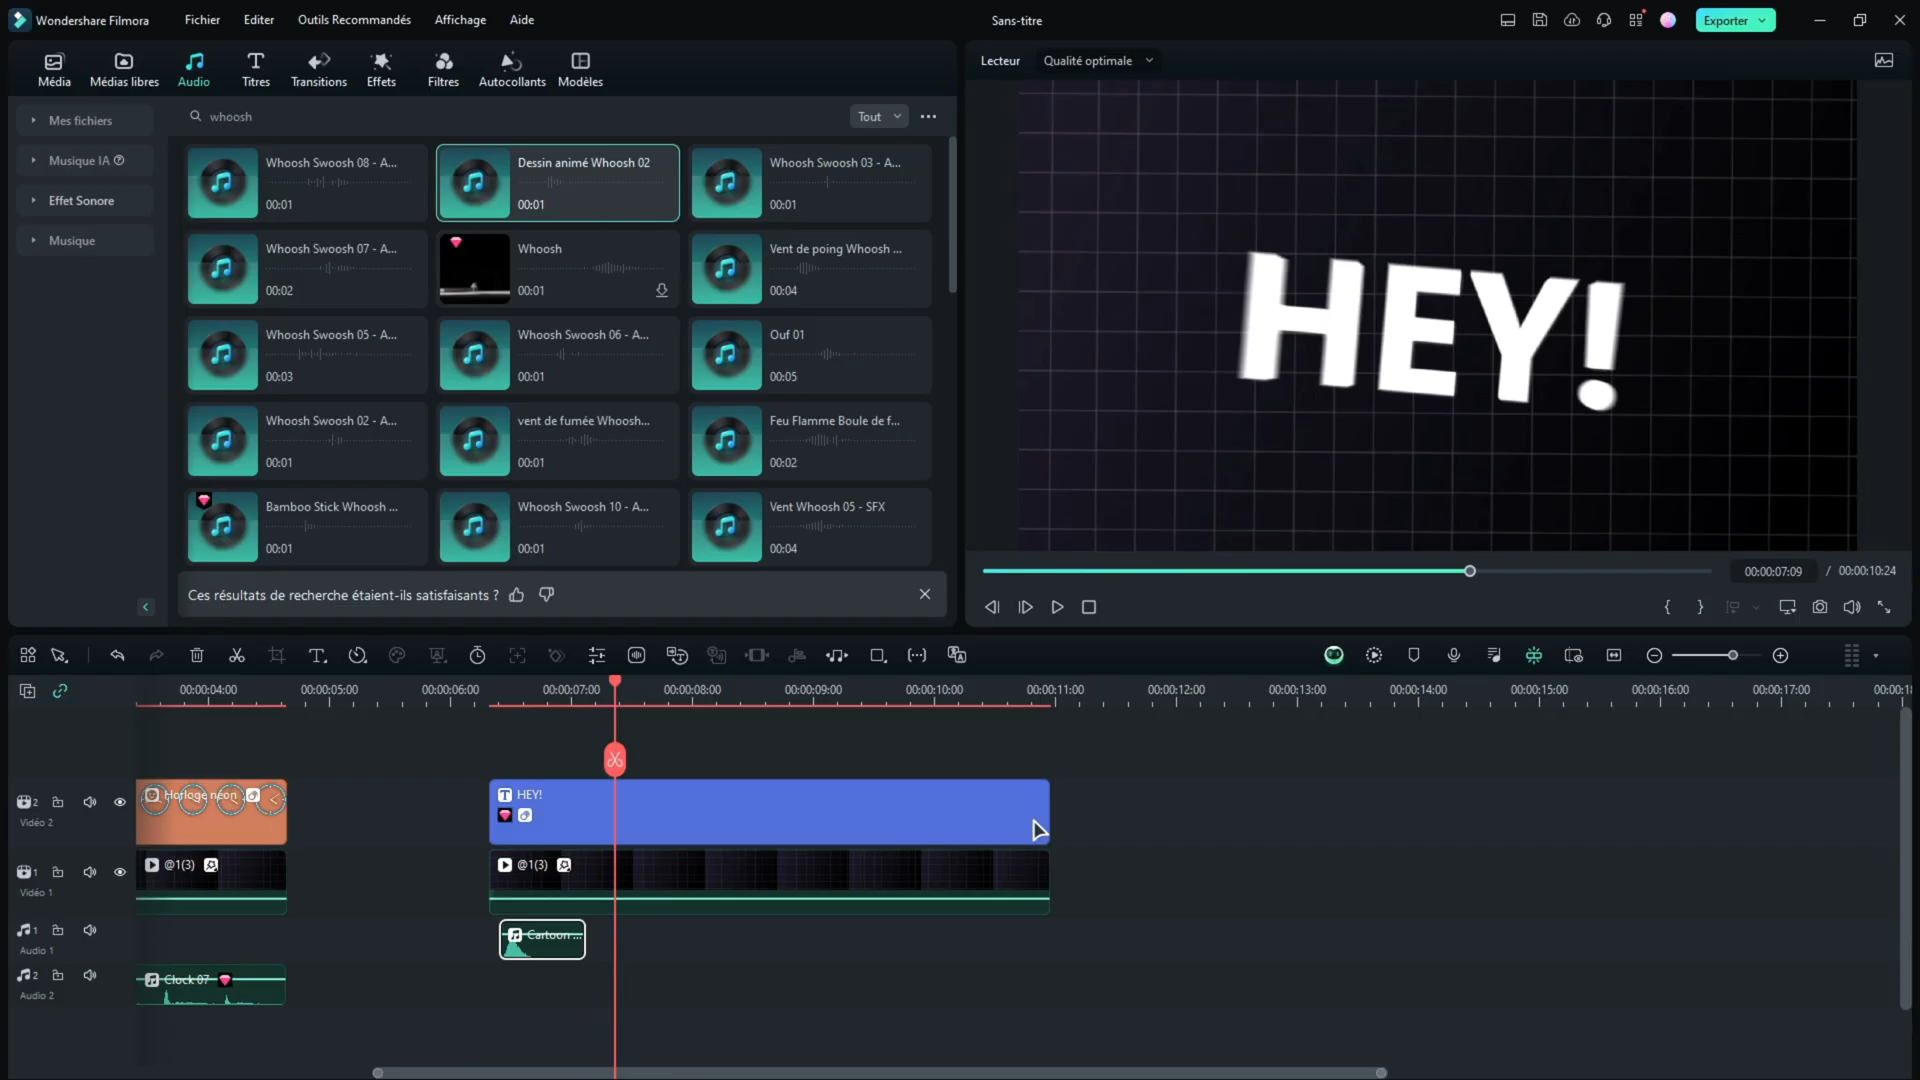 Wondershare Filmora
Fichier
Editer
Outils Recommandés
Affichage
Aide
Sans-titre
Exporter
Média
Médias libres
Audio
Titres
Transitions
Effets
Filtres
Autocollants
Modèles
Lecteur
Qualité optimale
Mes fichiers
Musique IA
Effet Sonore
Musique
whoosh
Tout
Whoosh Swoosh 08 - A...
00:01
Dessin animé Whoosh 02
00:01
Whoosh Swoosh 03 - A...
00:01
Whoosh Swoosh 07 - A...
00:02
Whoosh
00:01
Vent de poing Whoosh ...
00:04
Whoosh Swoosh 05 - A...
00:03
Whoosh Swoosh 06 - A...
00:01
Ouf 01
00:05
Whoosh Swoosh 02 - A...
00:01
vent de fumée Whoosh...
00:01
Feu Flamme Boule de f...
00:02
Bamboo Stick Whoosh ...
00:01
Whoosh Swoosh 10 - A...
00:01
Vent Whoosh 05 - SFX
00:04
Ces résultats de recherche étaient-ils satisfaisants ?
HEY!
00:00:07:09 / 00:00:10:24
00:00:04:00
00:00:05:00
00:00:06:00
00:00:07:00
00:00:08:00
00:00:09:00
00:00:10:00
00:00:11:00
00:00:12:00
00:00:13:00
00:00:14:00
00:00:15:00
00:00:16:00
00:00:17:00
00:00:18
2
Vidéo 2
Horloge néon
HEY!
1
Vidéo 1
@1(3)
@1(3)
1
Audio 1
Cartoon ...
2
Audio 2
Clock 07